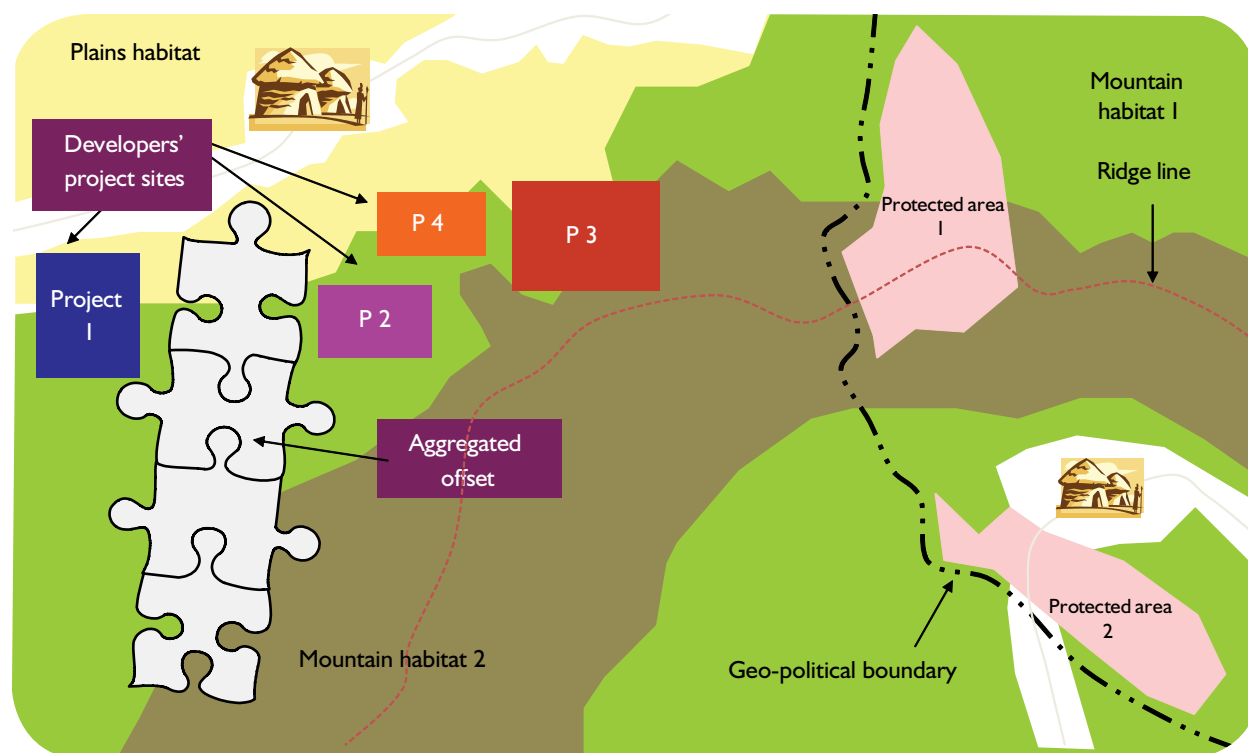 Plains habitat
Developers’
project sites
Project
1
P 4
P 3
P 2
Aggregated
offset
Mountain habitat 2
Mountain
habitat 1
Ridge line
Protected area
1
Protected area
2
Geo-political boundary